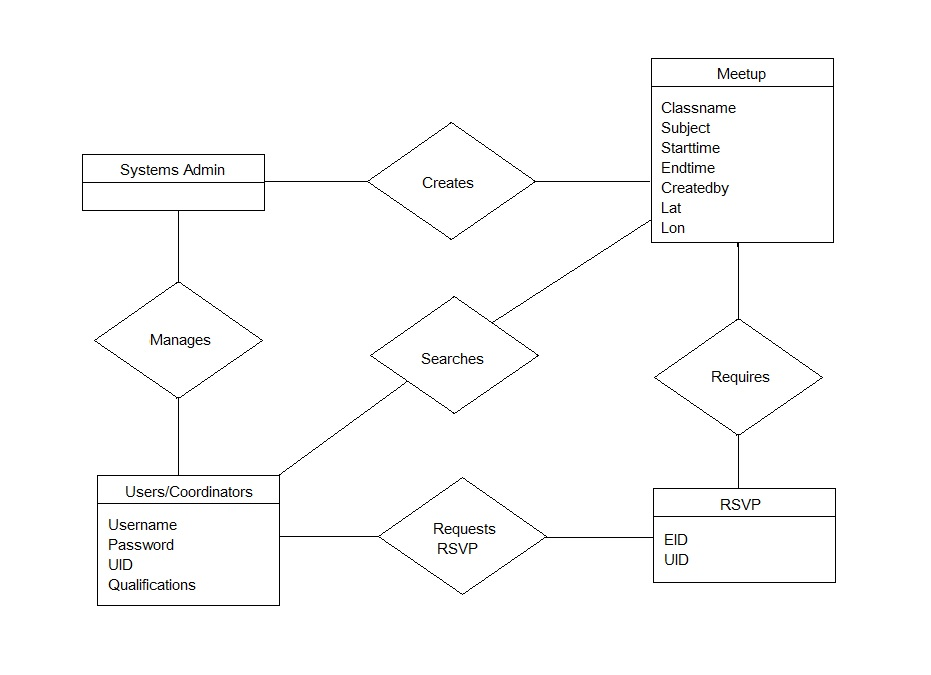 Meetup
Classname
Subject
Starttime
Endtime
Createdby
Lat
Lon
Systems Admin
Creates
Manages
Searches
Requires
Users/Coordinators
Username
Password
UID
Qualifications
Requests
RSVP
RSVP
EID
UID